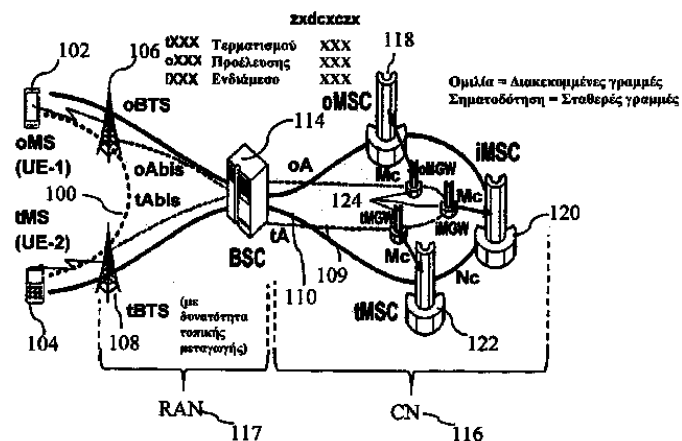 zxdcxczx
tXXX Τερματισμού XXX
oXXX Προέλευσης XXX
IXXX Ενδιάμεσο XXX
Ομιλία = Διακεκομμένες γραμμές
Σηματοδότηση = Σταθερές γραμμές
102
106
118
oBTS
oMSC
114
oMS
(UE-1)
oAbis
oA
Mc
oMGW
iMSC
100
tAbis
124
tMGW
Mc
iMGW
tMS
(UE-2)
120
BSC
tA
Mc
Nc
110
109
104
108
tBTS
(με
δυνατότητα
τοπικής
μεταγωγής)
tMSC
122
RAN
117
CN
116